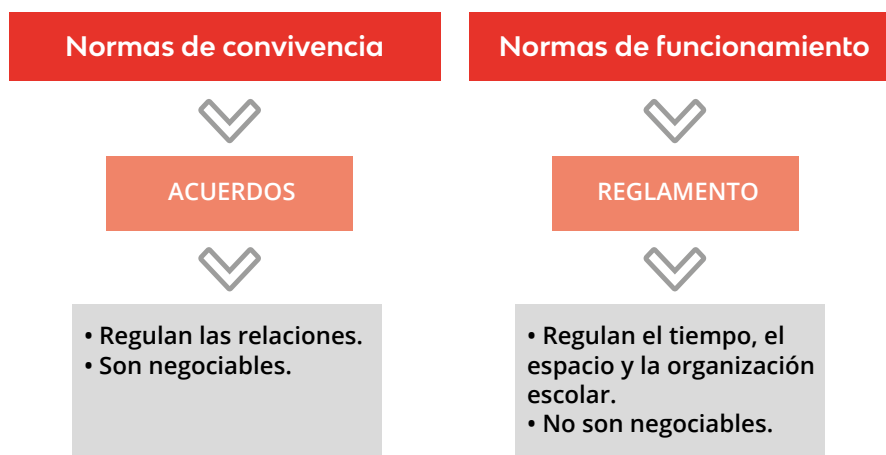 Normas de convivencia
ACUERDOS
• Regulan las relaciones.
• Son negociables.
Normas de funcionamiento
REGLAMENTO
• Regulan el tiempo, el
espacio y la organización
escolar.
• No son negociables.